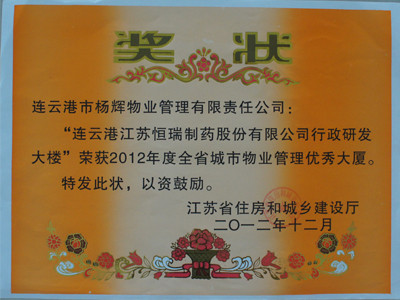 奖状
连云港市杨辉物业管理有限责任公司：
“连云港江苏恒瑞制药股份有限公司行政研发
大楼”荣获2012年度全省城市物业管理优秀大厦。
特发此状，以资鼓励。
江苏省住房和城乡建设厅
二〇一二年十二月